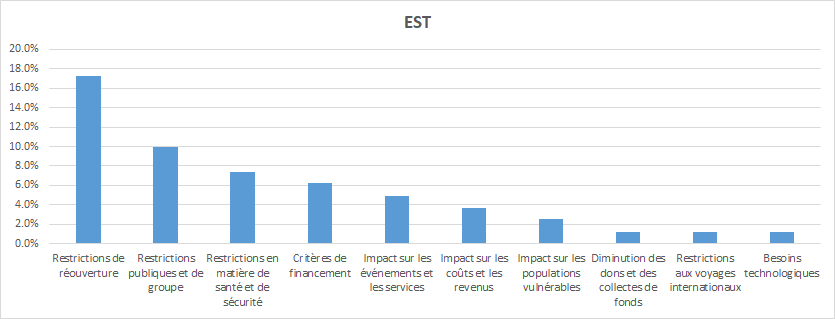 EST
20.0%
18.0%
16.0%
14.0%
12.0%
10.0%
8.0%
6.0%
4.0%
2.0%
0.0%
Restrictions de
réouverture
Restrictions
publiques et de
groupe
Restrictions en
matière de
santé et de
sécurité
Critères de
financement
Impact sur les
événements et
les services
Impact sur les
coûts et les
revenus
Impact sur les
populations
vulnérables
Diminution des
dons et des
collectes de
fonds
Restrictions
aux voyages
internationaux
Besoins
technologiques